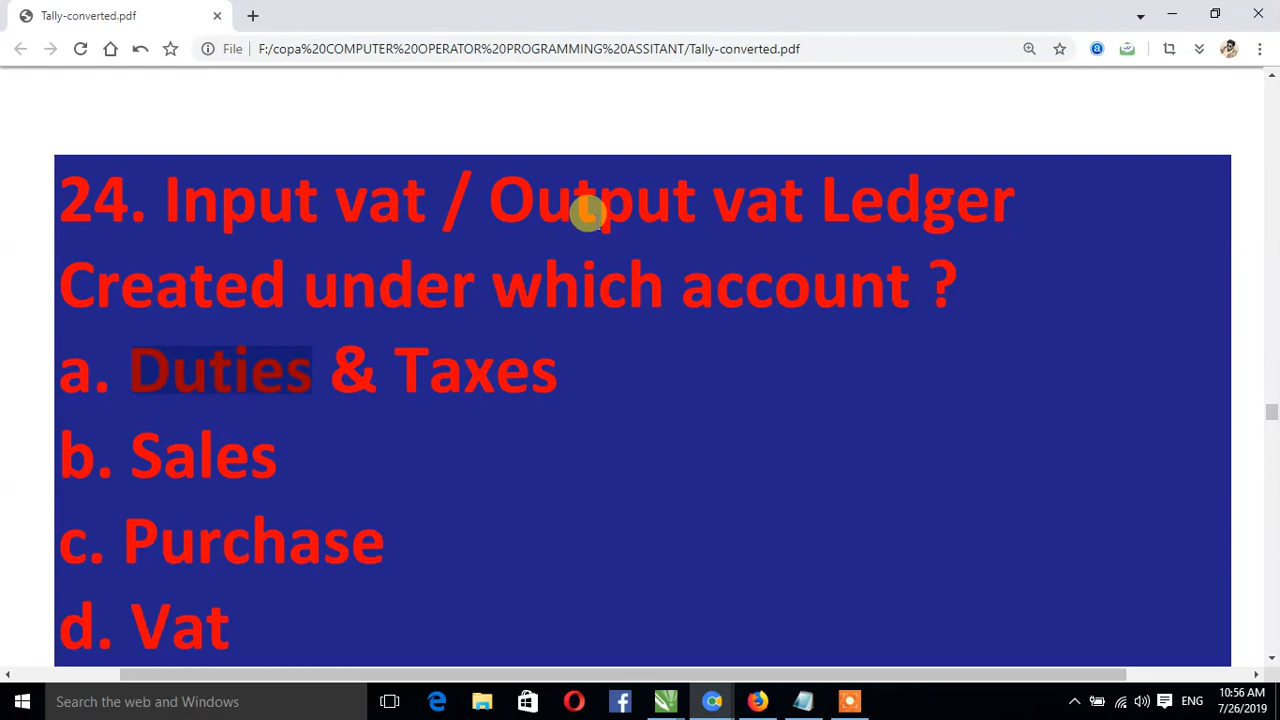 Tally-converted.pdf
File
F:/copa%20COMPUTER%20OPERATOR%20PROGRAMMING%20ASSITANT/Tally-converted.pdf
24. Input vat / Output vat Ledger
Created under which account ?
a. Duties & Taxes
b. Sales
c. Purchase
d. Vat
Search the web and Windows
ENG
10:56 AM
7/26/2019